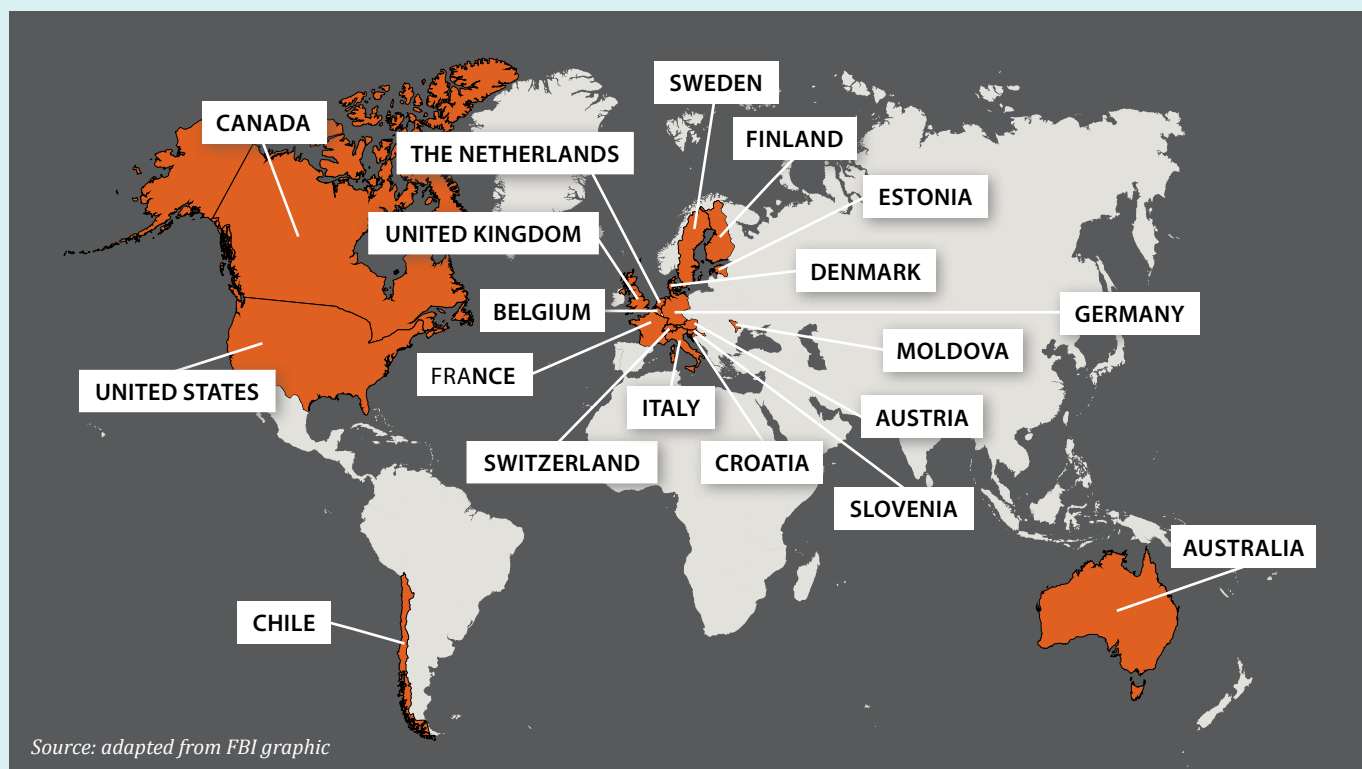 SWEDEN
CANADA
FINLAND
THE NETHERLANDS
ESTONIA
UNITED KINGDOM
DENMARK
BELGIUM
GERMANY
MOLDOVA
FRANCE
UNITED STATES
ITALY
AUSTRIA
SWITZERLAND
CROATIA
SLOVENIA
AUSTRALIA
CHILE
Source: adapted from FBI graphic